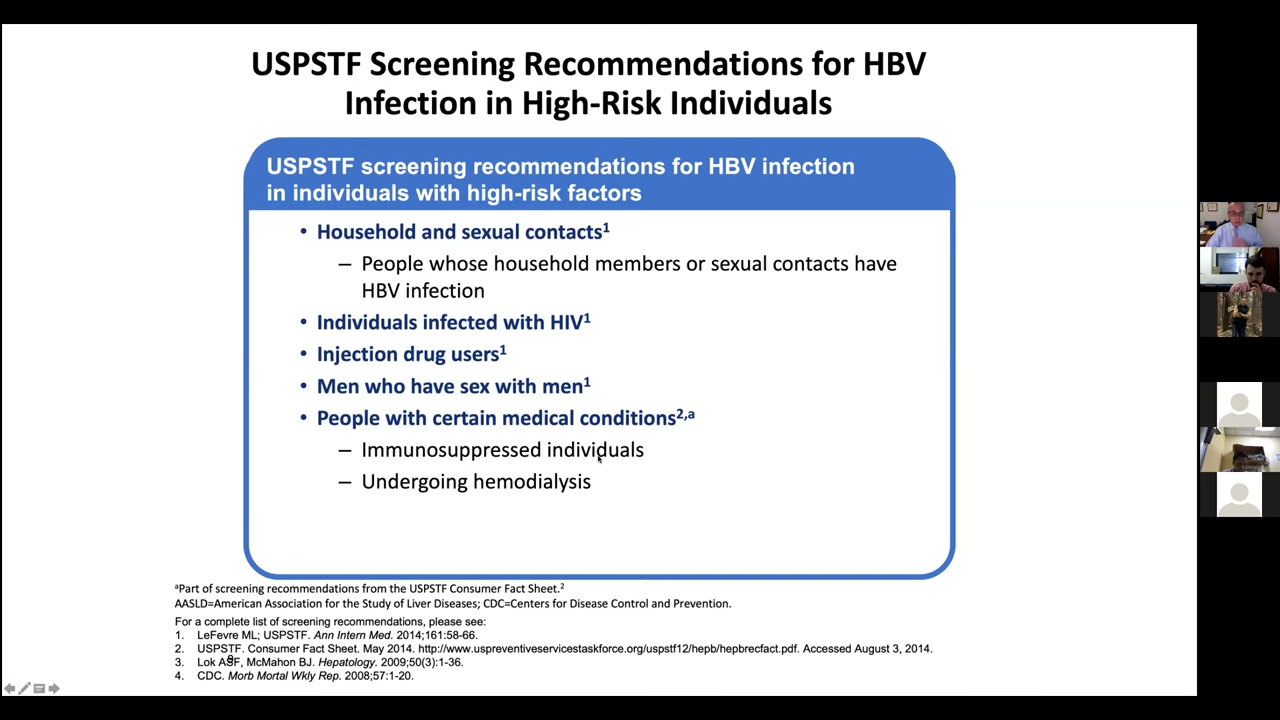 USPSTF Screening Recommendations for HBV
Infection in High-Risk Individuals
USPSTF screening recommendations for HBV infection
in individuals with high-risk factors
• Household and sexual contacts¹
– People whose household members or sexual contacts have
HBV infection
• Individuals infected with HIV¹
• Injection drug users¹
• Men who have sex with men¹
• People with certain medical conditions²,ᵃ
– Immunosuppressed individuals
– Undergoing hemodialysis
ᵃPart of screening recommendations from the USPSTF Consumer Fact Sheet.²
AASLD=American Association for the Study of Liver Diseases; CDC=Centers for Disease Control and Prevention.
For a complete list of screening recommendations, please see:
1. LeFevre ML; USPSTF. Ann Intern Med. 2014;161:58-66.
2. USPSTF. Consumer Fact Sheet. May 2014. http://www.uspreventiveservicestaskforce.org/uspstf12/hepb/hepbrecfact.pdf. Accessed August 3, 2014.
3. Lok ASF, McMahon BJ. Hepatology. 2009;50(3):1-36.
4. CDC. Morb Mortal Wkly Rep. 2008;57:1-20.
9